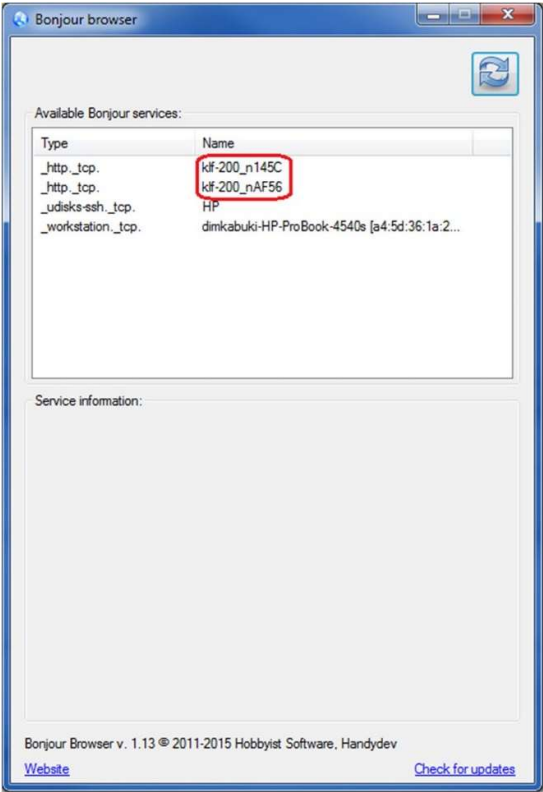 Bonjour browser
Available Bonjour services:
Type Name
_http._tcp. klf-200_n145C
_http._tcp. klf-200_nAF56
_udisks-ssh._tcp. HP
_workstation._tcp. dimkabuki-HP-ProBook-4540s [a4:5d:36:1a:2...
Service information:
Bonjour Browser v. 1.13 © 2011-2015 Hobbyist Software, Handydev
Website Check for updates